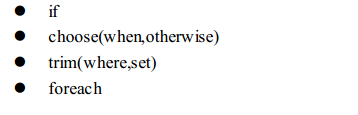 ● if
● choose(when,otherwise)
● trim(where,set)
● foreach